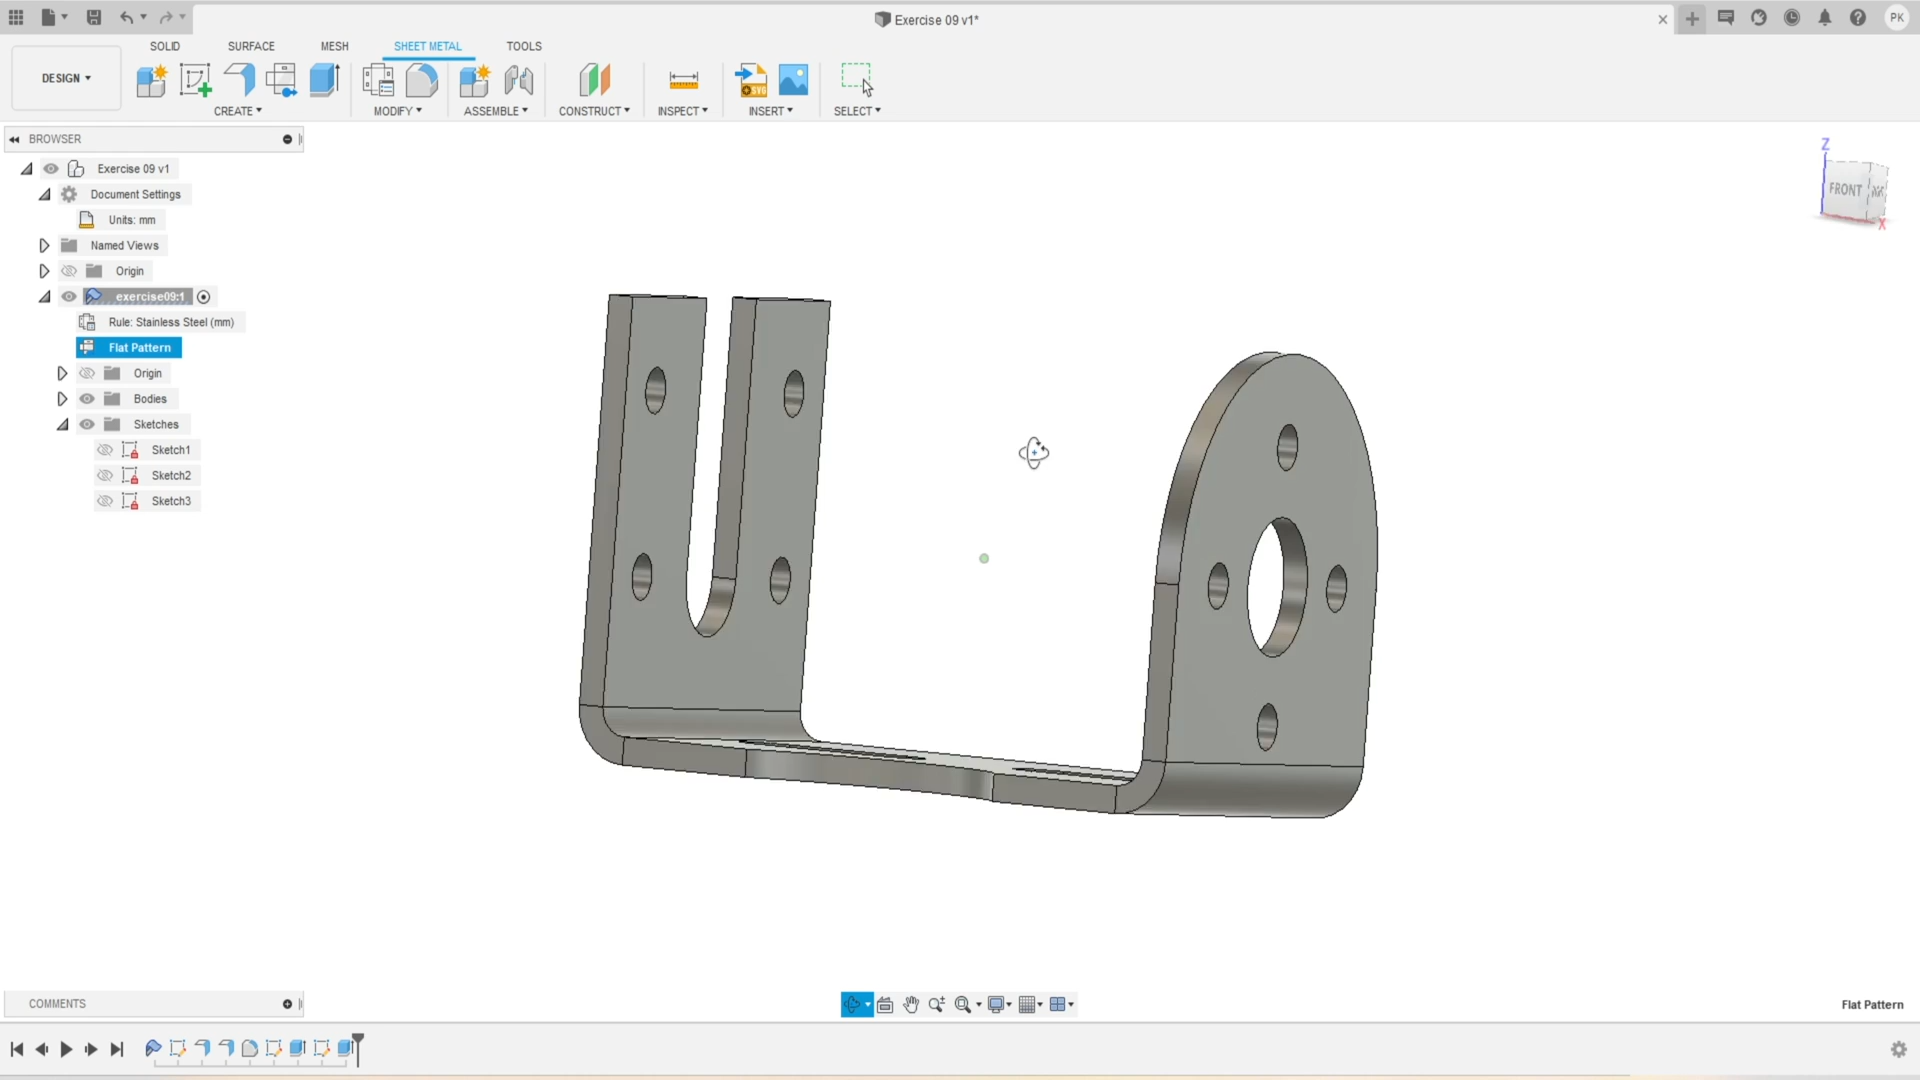 Exercise 09 v1*
PK
SOLID SURFACE MESH SHEET METAL TOOLS
DESIGN
CREATE MODIFY ASSEMBLE CONSTRUCT INSPECT INSERT SELECT
SVG
BROWSER
Exercise 09 v1
Document Settings
Units: mm
Named Views
Origin
exercise09:1
Rule: Stainless Steel (mm)
Flat Pattern
Origin
Bodies
Sketches
Sketch1
Sketch2
Sketch3
Z
FRONT
X
COMMENTS
Flat Pattern